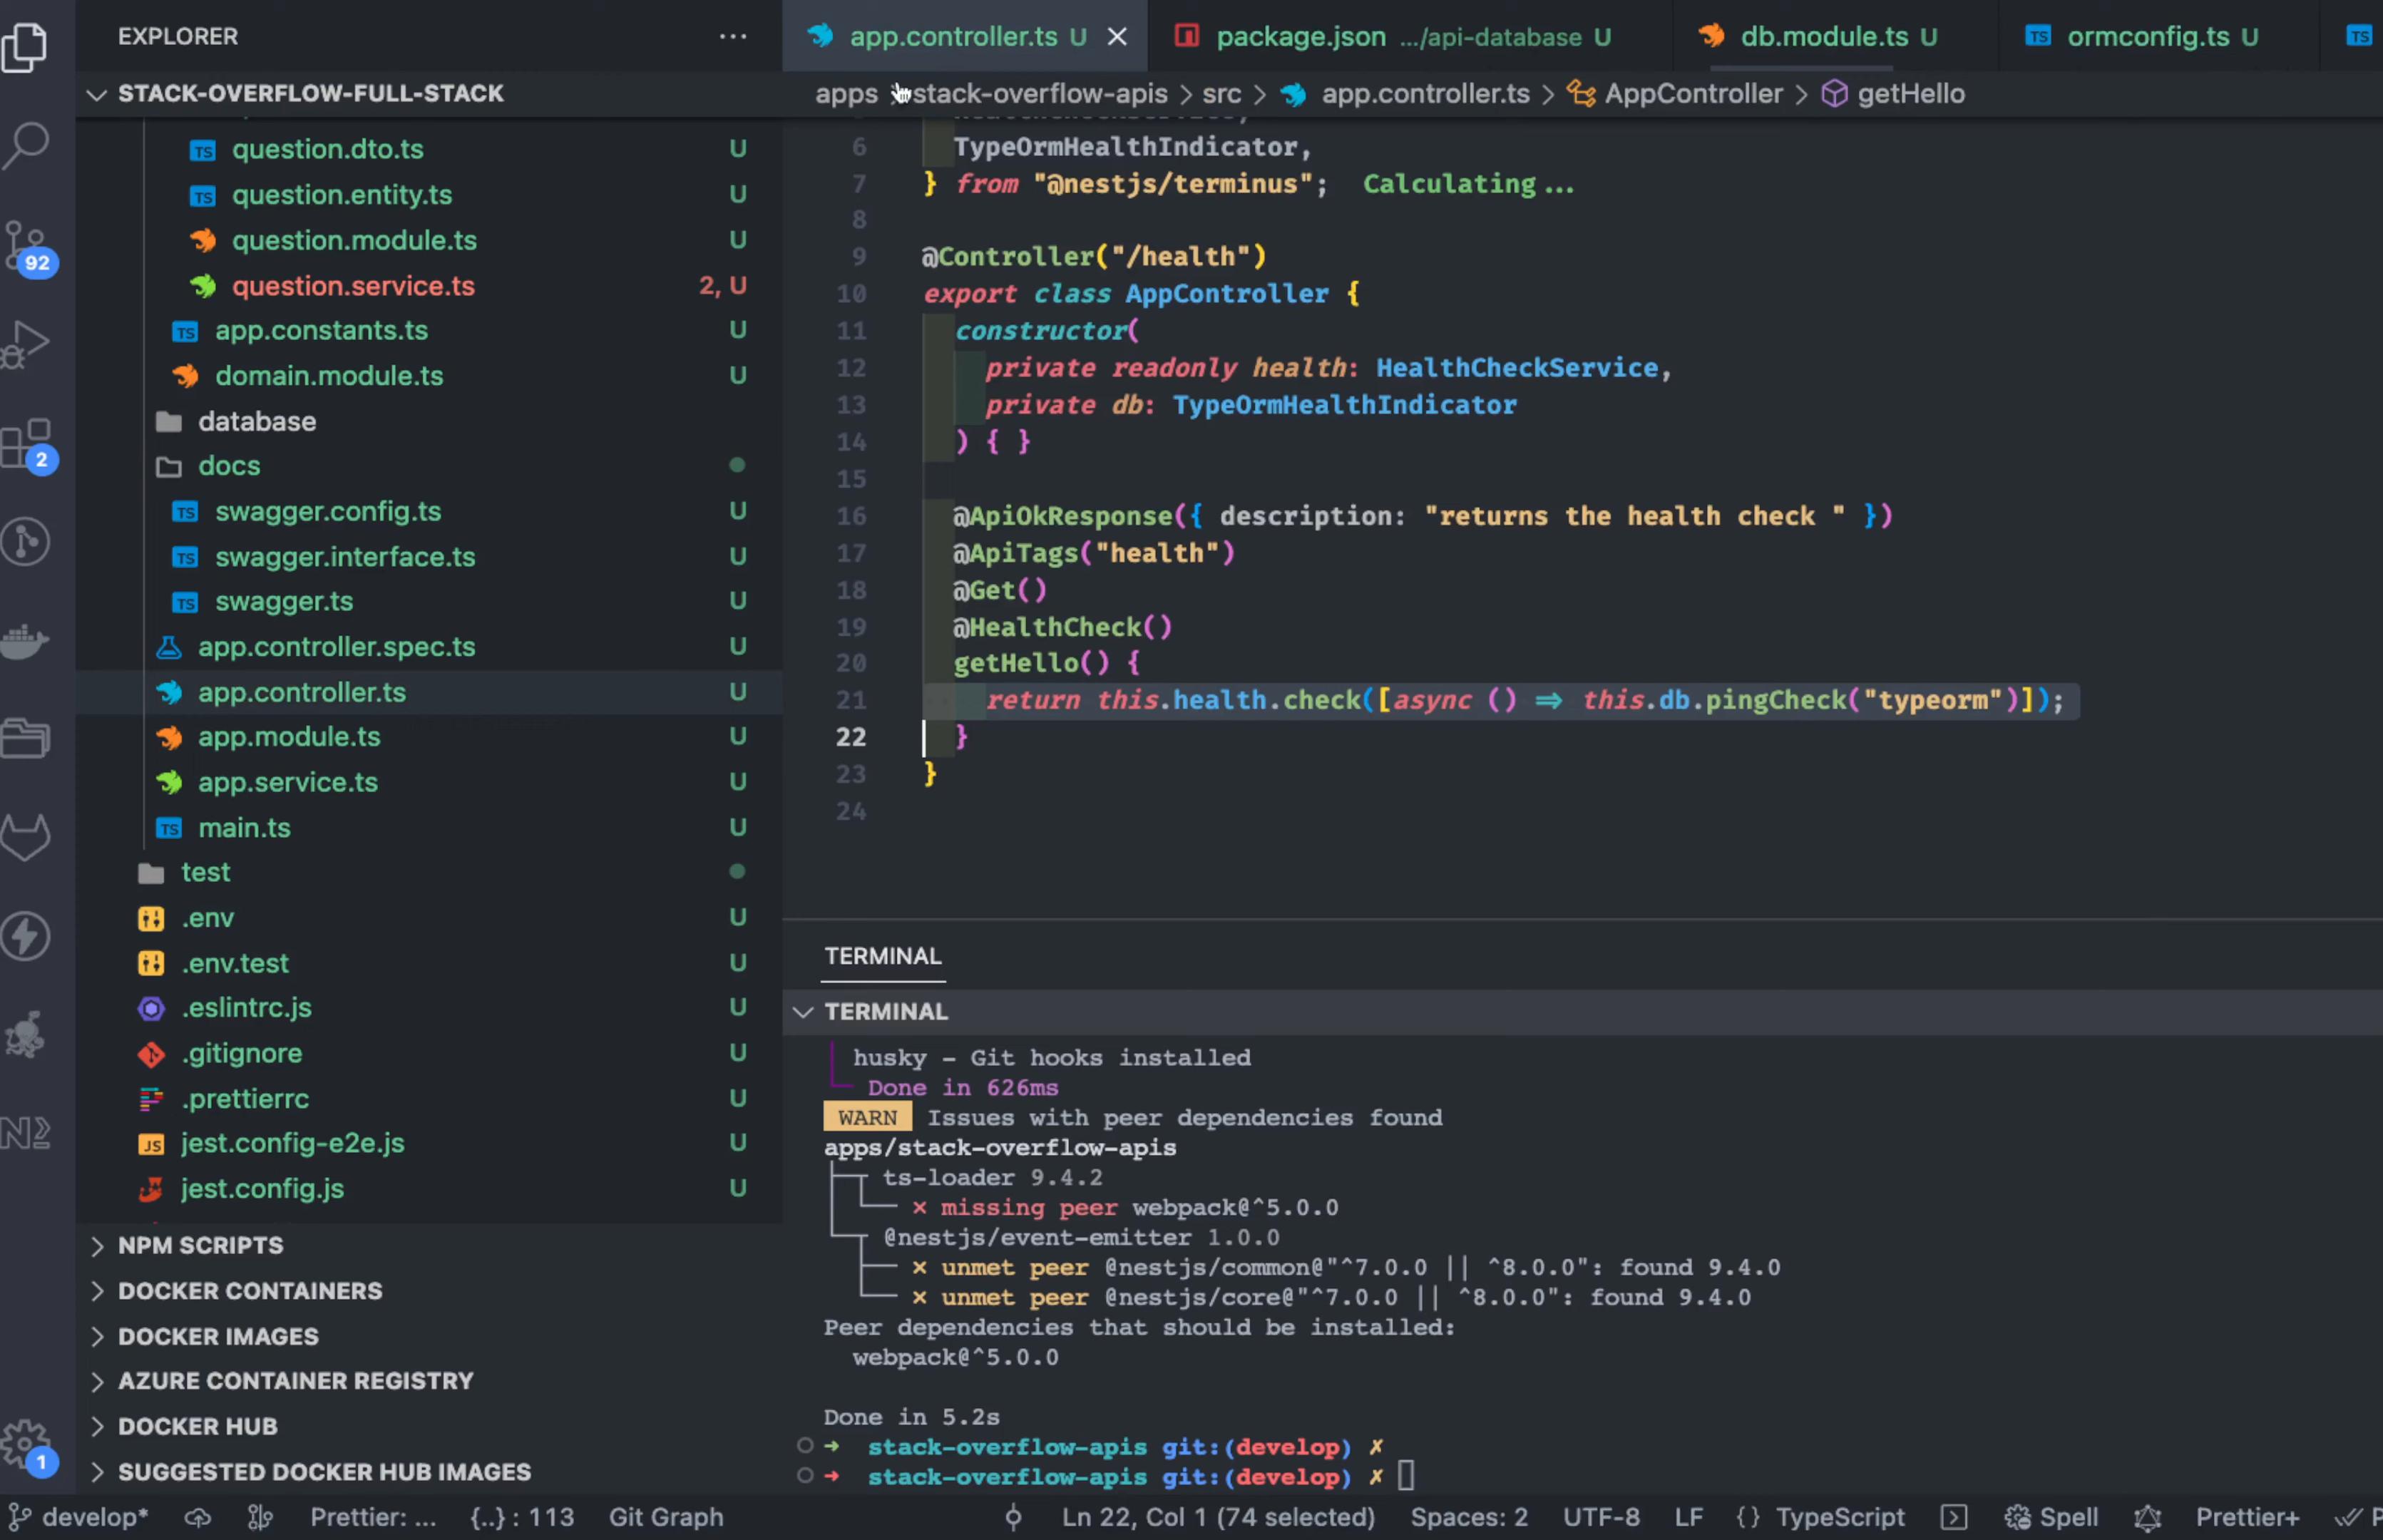 EXPLORER
STACK-OVERFLOW-FULL-STACK
TS question.dto.ts U
TS question.entity.ts U
question.module.ts U
question.service.ts 2, U
TS app.constants.ts U
domain.module.ts U
database
docs
TS swagger.config.ts U
TS swagger.interface.ts U
TS swagger.ts U
app.controller.spec.ts U
app.controller.ts U
app.module.ts U
app.service.ts U
TS main.ts U
test
.env U
.env.test U
.eslintrc.js U
.gitignore U
.prettierrc U
JS jest.config-e2e.js U
jest.config.js U
NPM SCRIPTS
DOCKER CONTAINERS
DOCKER IMAGES
AZURE CONTAINER REGISTRY
DOCKER HUB
SUGGESTED DOCKER HUB IMAGES
92
2
1
app.controller.ts U package.json .../api-database U db.module.ts U TS ormconfig.ts U TS
apps stack-overflow-apis > src > app.controller.ts > AppController > getHello
6 TypeOrmHealthIndicator,
7 } from "@nestjs/terminus"; Calculating...
8
9 @Controller("/health")
10 export class AppController {
11 constructor(
12 private readonly health: HealthCheckService,
13 private db: TypeOrmHealthIndicator
14 ) { }
15
16 @ApiOkResponse({ description: "returns the health check " })
17 @ApiTags("health")
18 @Get()
19 @HealthCheck()
20 getHello() {
21 return this.health.check([async () => this.db.pingCheck("typeorm")]);
22 }
23 }
24
TERMINAL
TERMINAL
husky - Git hooks installed
Done in 626ms
WARN Issues with peer dependencies found
apps/stack-overflow-apis
ts-loader 9.4.2
× missing peer webpack@^5.0.0
@nestjs/event-emitter 1.0.0
× unmet peer @nestjs/common@"^7.0.0 || ^8.0.0": found 9.4.0
× unmet peer @nestjs/core@"^7.0.0 || ^8.0.0": found 9.4.0
Peer dependencies that should be installed:
webpack@^5.0.0
Done in 5.2s
➜ stack-overflow-apis git:(develop) ✗
➜ stack-overflow-apis git:(develop) ✗
develop* Prettier: ... {..} : 113 Git Graph Ln 22, Col 1 (74 selected) Spaces: 2 UTF-8 LF {} TypeScript Spell Prettier+